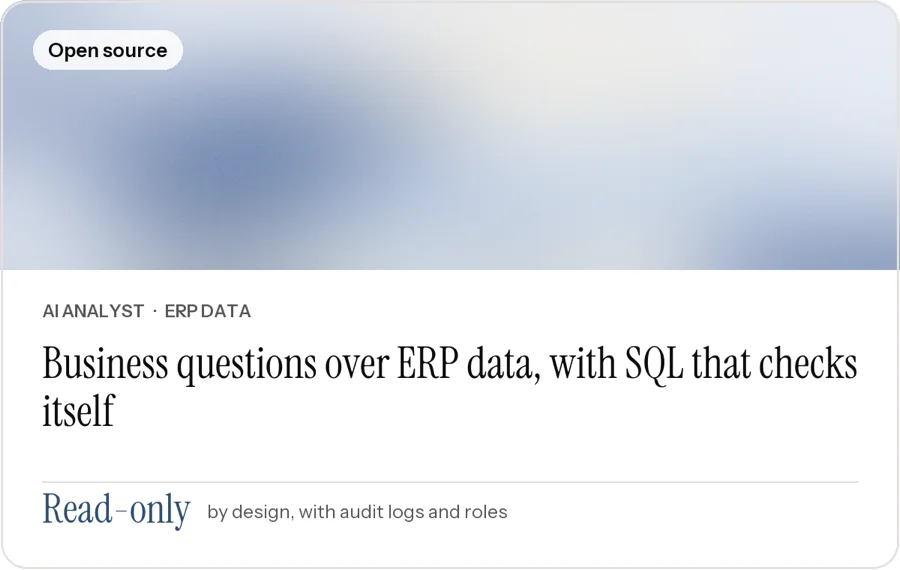 Open source
AI ANALYST · ERP DATA
Business questions over ERP data, with SQL that checks
itself
Read-only by design, with audit logs and roles